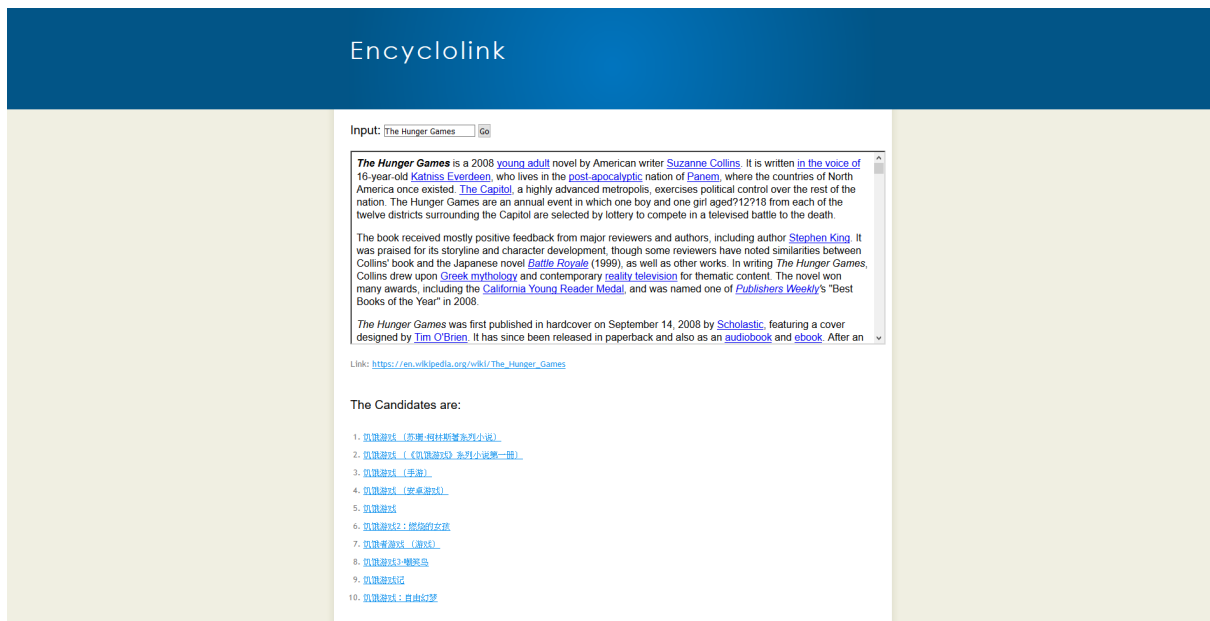 Encyclolink
Input: The Hunger Games Go
The Hunger Games is a 2008 young adult novel by American writer Suzanne Collins. It is written in the voice of
16-year-old Katniss Everdeen, who lives in the post-apocalyptic nation of Panem, where the countries of North
America once existed. The Capitol, a highly advanced metropolis, exercises political control over the rest of the
nation. The Hunger Games are an annual event in which one boy and one girl aged?12?18 from each of the
twelve districts surrounding the Capitol are selected by lottery to compete in a televised battle to the death.
The book received mostly positive feedback from major reviewers and authors, including author Stephen King. It
was praised for its storyline and character development, though some reviewers have noted similarities between
Collins' book and the Japanese novel Battle Royale (1999), as well as other works. In writing The Hunger Games,
Collins drew upon Greek mythology and contemporary reality television for thematic content. The novel won
many awards, including the California Young Reader Medal, and was named one of Publishers Weekly's "Best
Books of the Year" in 2008.
The Hunger Games was first published in hardcover on September 14, 2008 by Scholastic, featuring a cover
designed by Tim O'Brien. It has since been released in paperback and also as an audiobook and ebook. After an
Link: https://en.wikipedia.org/wiki/The_Hunger_Games
The Candidates are:
1. 饥饿游戏 （苏珊·柯林斯著系列小说）
2. 饥饿游戏 （《饥饿游戏》系列小说第一册）
3. 饥饿游戏 （手游）
4. 饥饿游戏 （安卓游戏）
5. 饥饿游戏
6. 饥饿游戏2：燃烧的女孩
7. 饥饿者游戏 （游戏）
8. 饥饿游戏3·嘲笑鸟
9. 饥饿游戏记
10. 饥饿游戏：自由幻梦